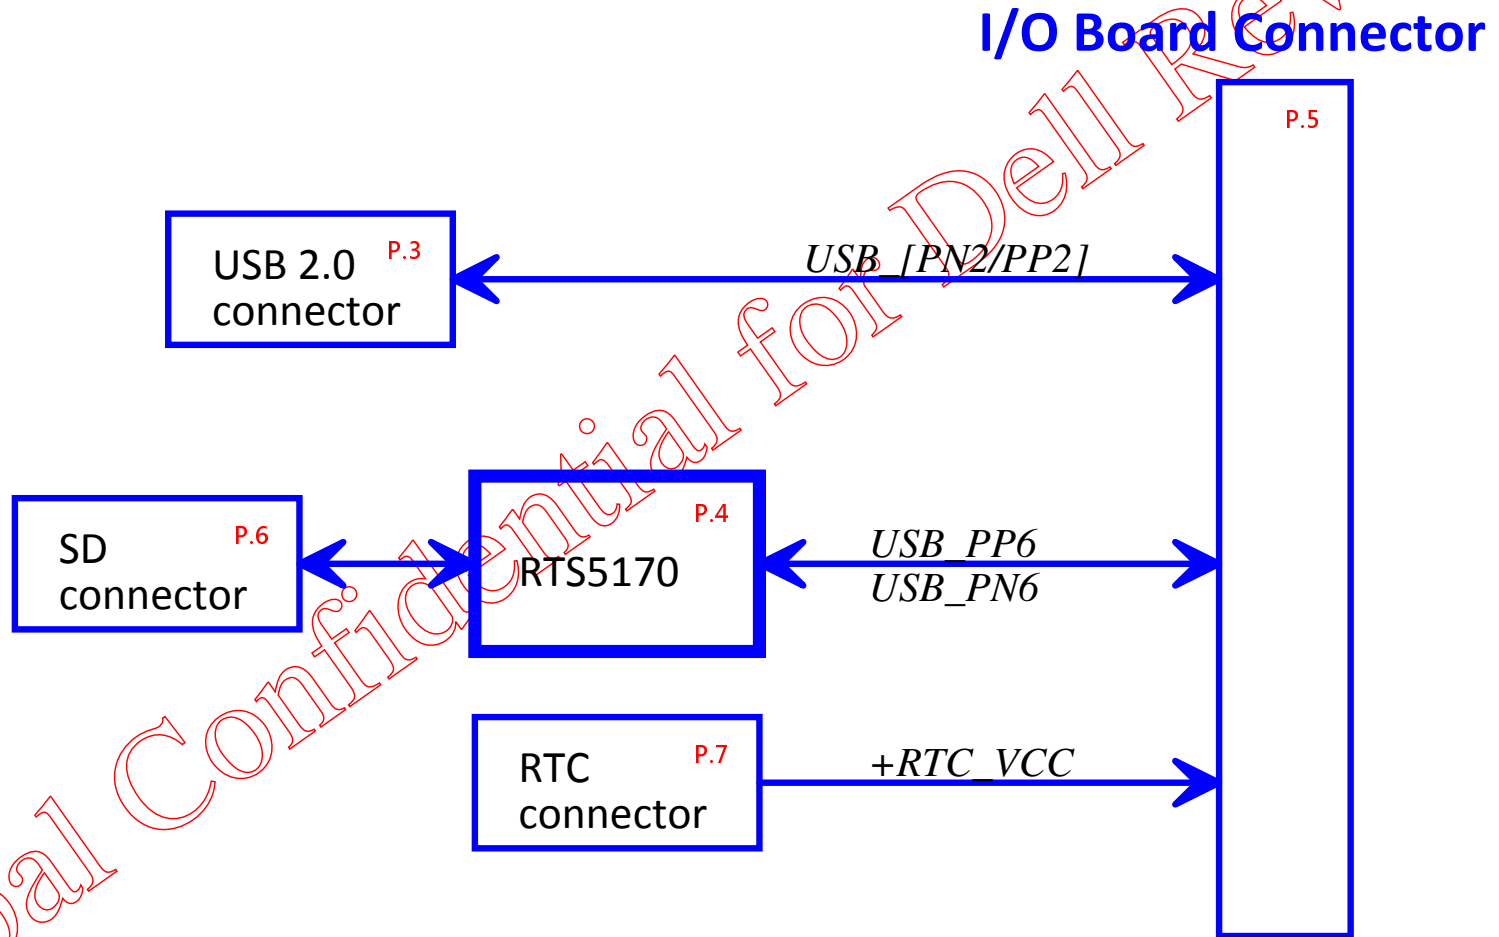 I/O Board Connector
P.5
USB 2.0
connector
P.3
USB_[PN2/PP2]
SD
connector
P.6
RTS5170
P.4
USB_PP6
USB_PN6
RTC
connector
P.7
+RTC_VCC
Confidential for Dell